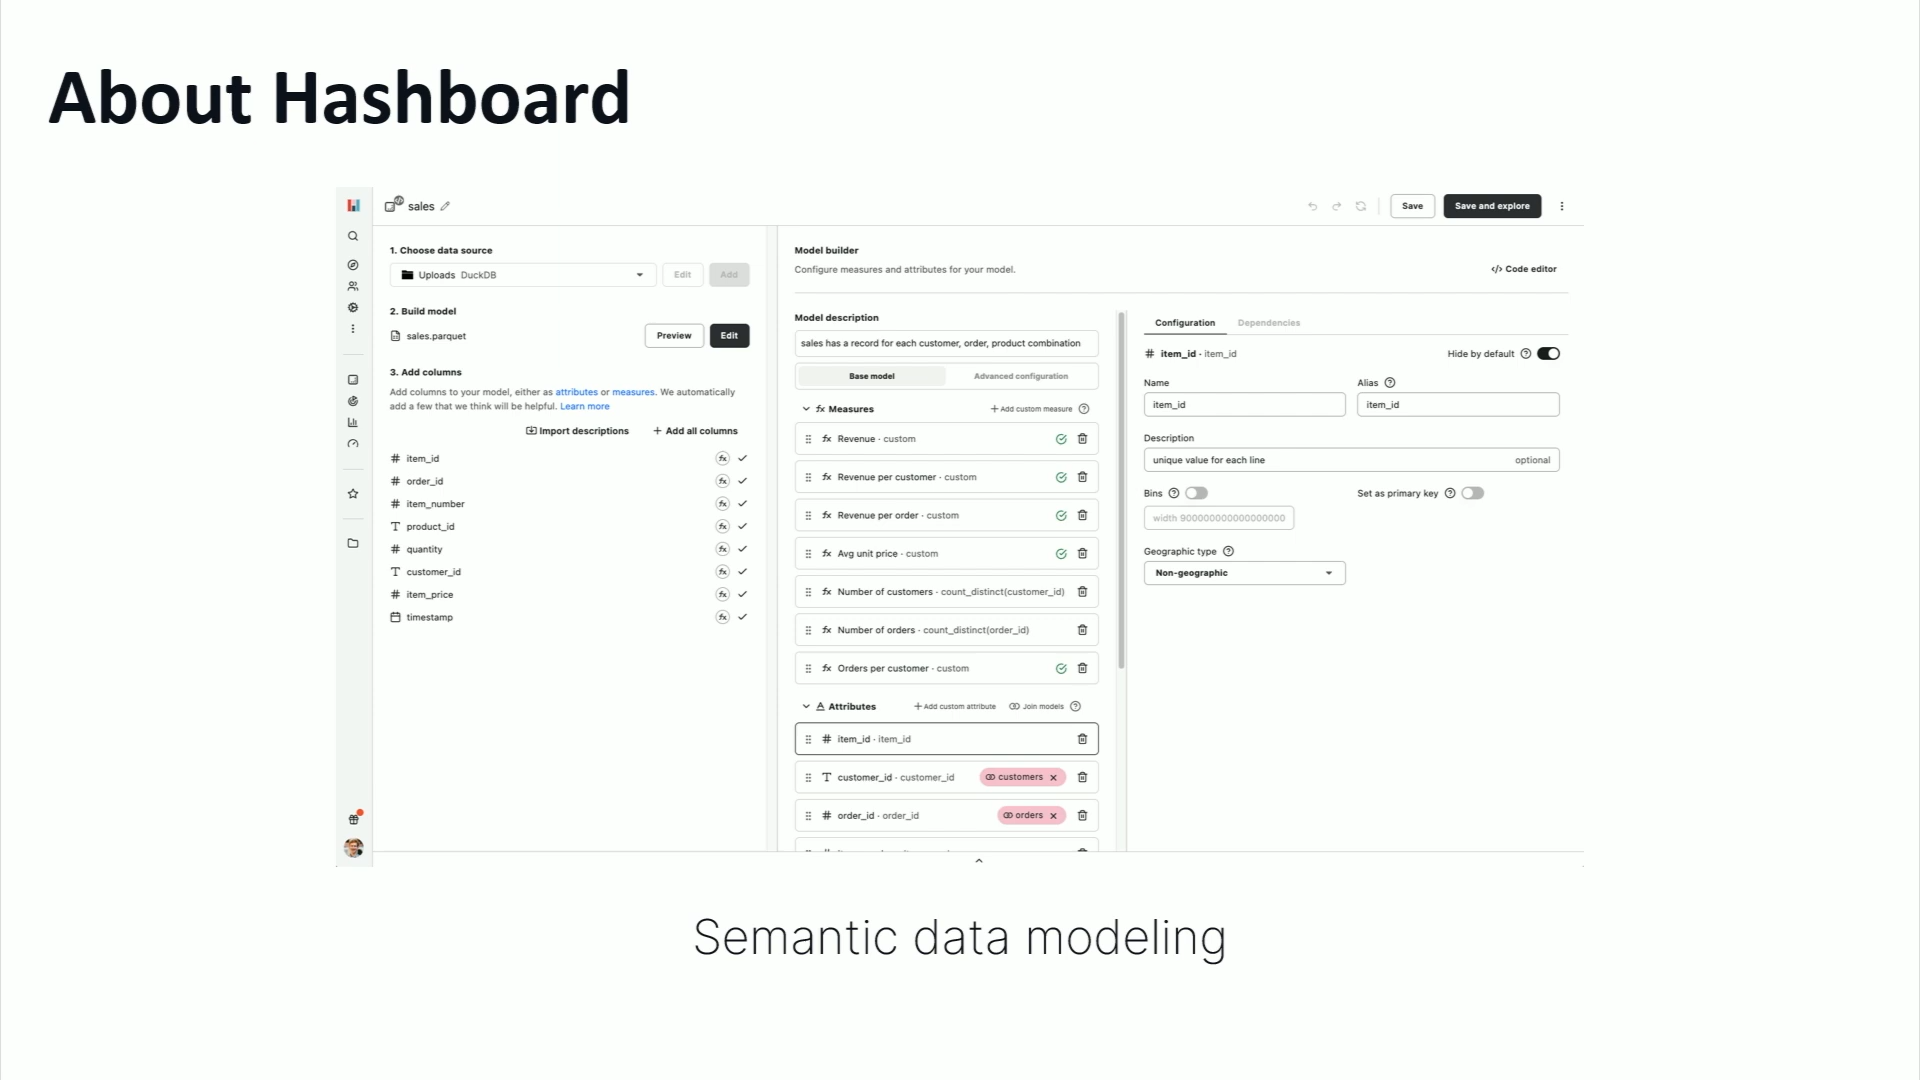 About Hashboard
sales
Save
Save and explore
1. Choose data source
Uploads DuckDB
Edit
Add
2. Build model
sales.parquet
Preview
Edit
3. Add columns
Add columns to your model, either as attributes or measures. We automatically
add a few that we think will be helpful. Learn more
Import descriptions
+ Add all columns
# item_id
# order_id
# item_number
T product_id
# quantity
T customer_id
# item_price
timestamp
Model builder
Configure measures and attributes for your model.
</> Code editor
Model description
sales has a record for each customer, order, product combination
Base model
Advanced configuration
fx Measures
+ Add custom measure
fx Revenue · custom
fx Revenue per customer · custom
fx Revenue per order · custom
fx Avg unit price · custom
fx Number of customers · count_distinct(customer_id)
fx Number of orders · count_distinct(order_id)
fx Orders per customer · custom
A Attributes
+ Add custom attribute
Join models
# item_id · item_id
T customer_id · customer_id
customers ×
# order_id · order_id
orders ×
Configuration
Dependencies
# item_id · item_id
Hide by default
Name
Alias
item_id
item_id
Description
unique value for each line
optional
Bins
Set as primary key
width 900000000000000000
Geographic type
Non-geographic
Semantic data modeling